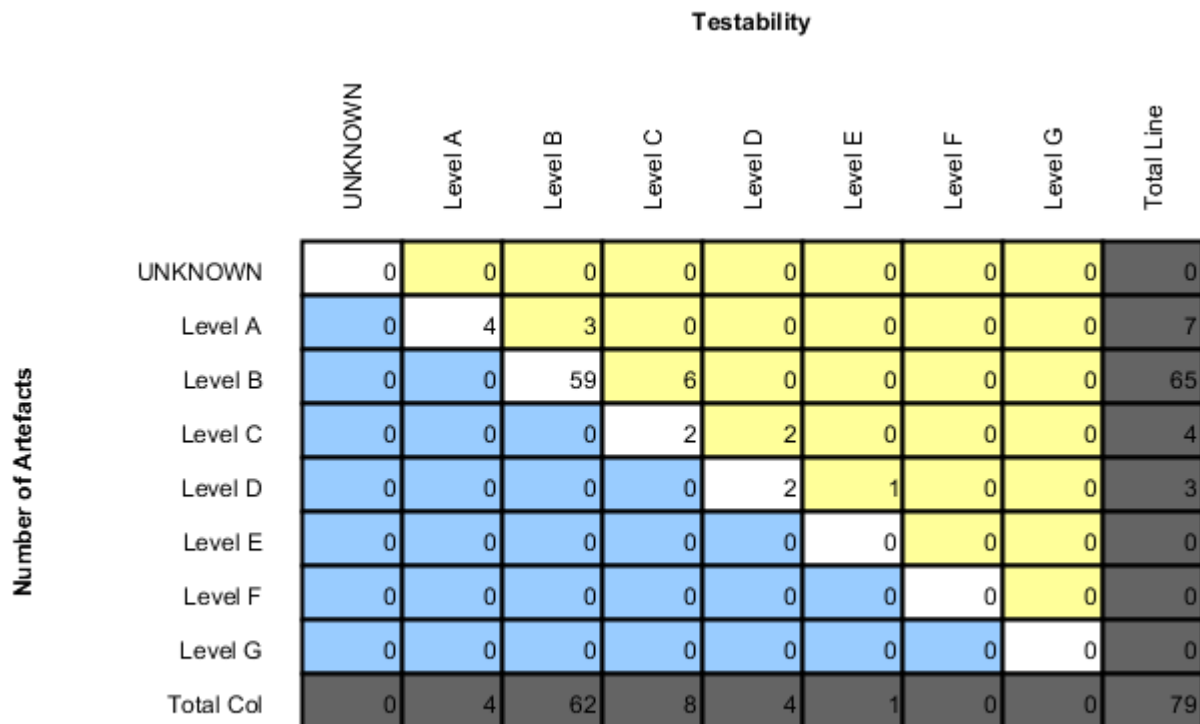 Testability
UNKNOWN Level A Level B Level C Level D Level E Level F Level G Total Line
Number of Artefacts
UNKNOWN 0 0 0 0 0 0 0 0 0
Level A 0 4 3 0 0 0 0 0 7
Level B 0 0 59 6 0 0 0 0 65
Level C 0 0 0 2 2 0 0 0 4
Level D 0 0 0 0 2 1 0 0 3
Level E 0 0 0 0 0 0 0 0 0
Level F 0 0 0 0 0 0 0 0 0
Level G 0 0 0 0 0 0 0 0 0
Total Col 0 4 62 8 4 1 0 0 79